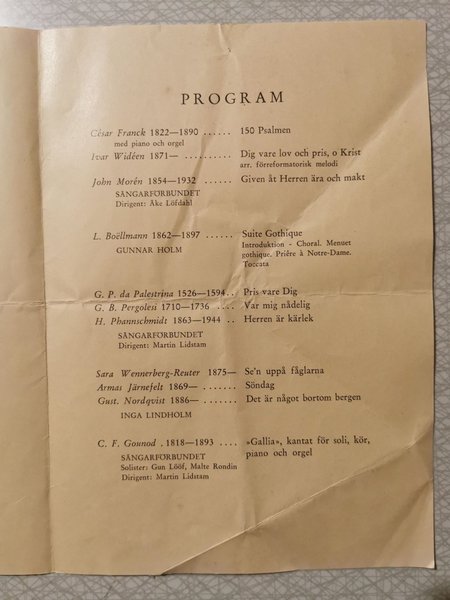 PROGRAM
César Franck 1822—1890 ...... 150 Psalmen
med piano och orgel
Ivar Widéen 1871— .......... Dig vare lov och pris, o Krist
arr. förreformatorisk melodi
John Morén 1854—1932 ...... Given åt Herren ära och makt
SÅNGARFÖRBUNDET
Dirigent: Åke Löfdahl
L. Boëllmann 1862—1897 ...... Suite Gothique
GUNNAR HOLM
Introduktion - Choral. Menuet
gothique. Prière à Notre-Dame.
Toccata
G. P. da Palestrina 1526—1594.. Pris vare Dig
G. B. Pergolesi 1710—1736 .... Var mig nådelig
H. Phannschmidt 1863—1944 .. Herren är kärlek
SÅNGARFÖRBUNDET
Dirigent: Martin Lidstam
Sara Wennerberg-Reuter 1875— Se'n uppå fåglarna
Armas Järnefelt 1869— ....... Söndag
Gust. Nordqvist 1886— ....... Det är något bortom bergen
INGA LINDHOLM
C. F. Gounod . 1818—1893 .... »Gallia», kantat för soli, kör,
piano och orgel
SÅNGARFÖRBUNDET
Solister: Gun Lööf, Malte Rondin
Dirigent: Martin Lidstam